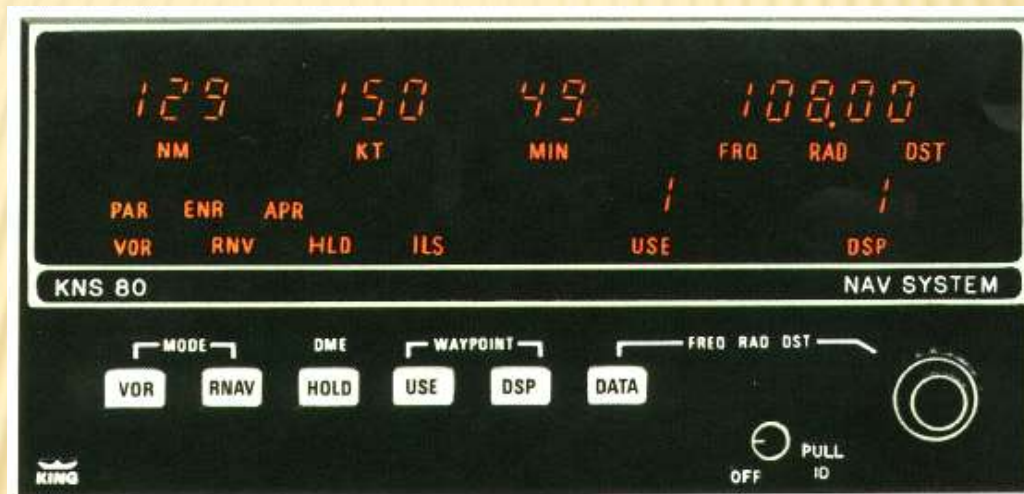 129 150 49 108.00
NM KT MIN FRQ RAD DST
1 1
PAR ENR APR
VOR RNV HLD ILS USE DSP
KNS 80 NAV SYSTEM
MODE DME WAYPOINT FREQ RAD DST
VOR RNAV HOLD USE DSP DATA
PULL
OFF ID
KING